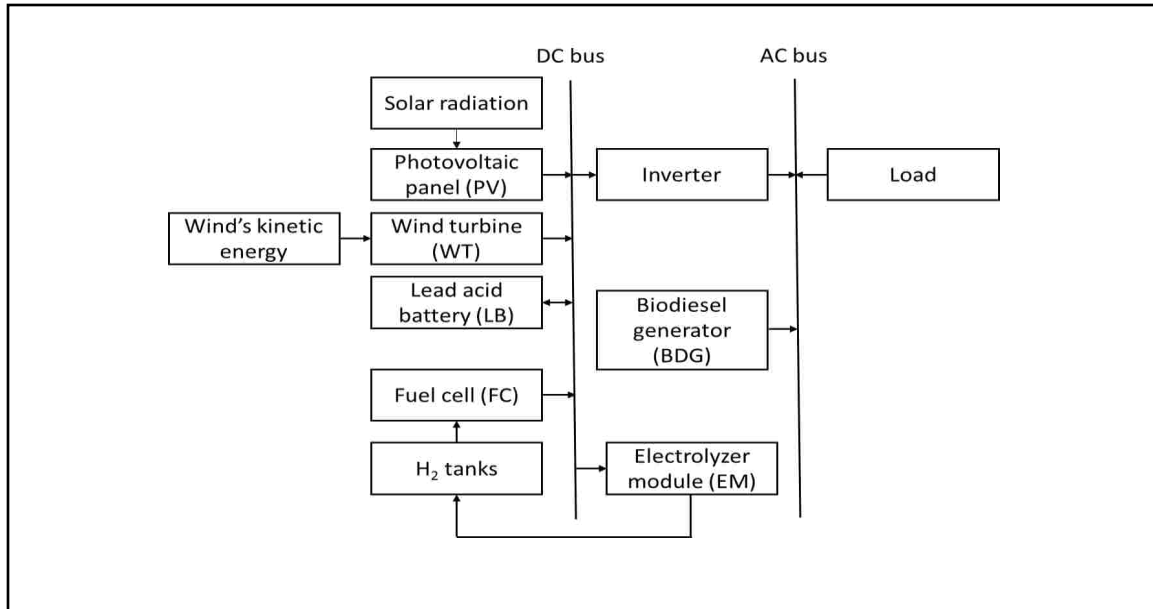 DC bus
AC bus
Solar radiation
Photovoltaic
panel (PV)
Inverter
Load
Wind’s kinetic
energy
Wind turbine
(WT)
Lead acid
battery (LB)
Biodiesel
generator
(BDG)
Fuel cell (FC)
H₂ tanks
Electrolyzer
module (EM)